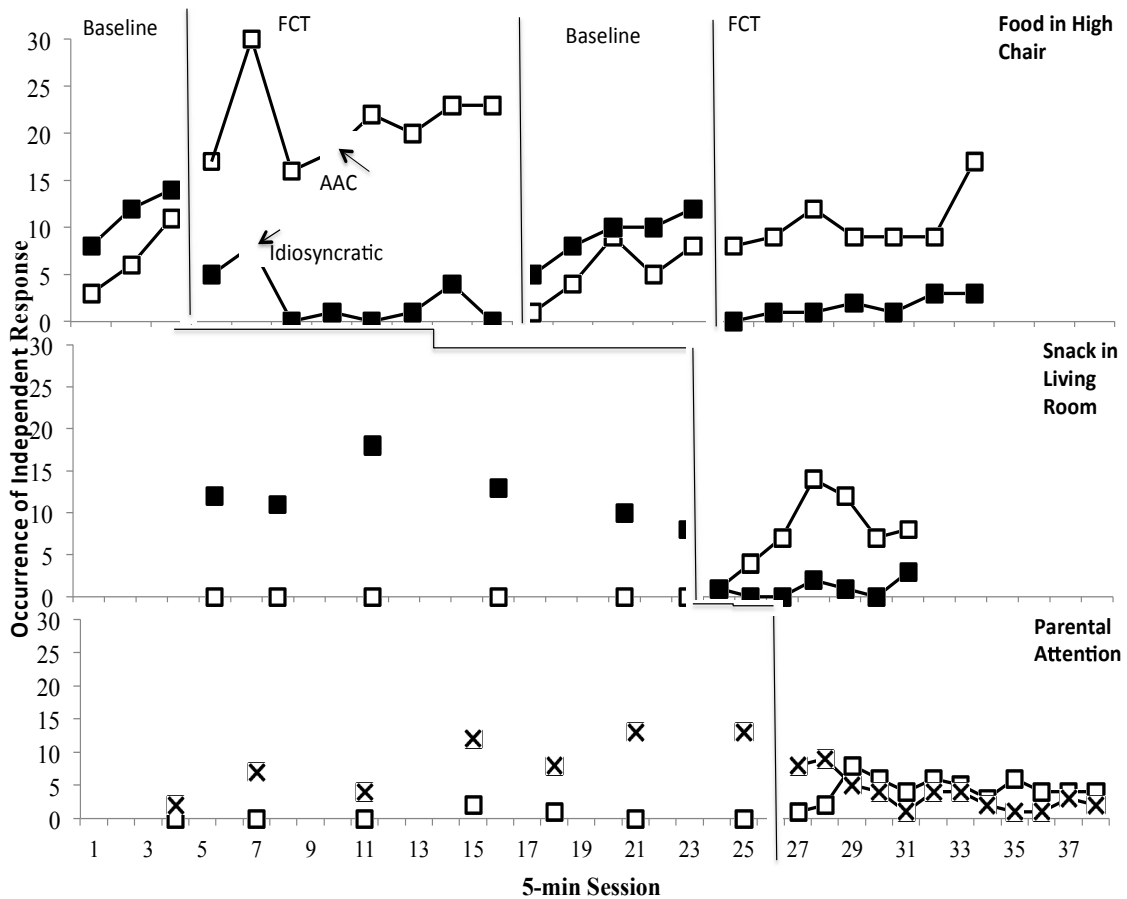 Baseline
FCT
Baseline
FCT
Food in High
Chair
30
25
20
15
10
5
0
AAC
Idiosyncratic
Occurrence of Independent Response
Snack in
Living
Room
30
25
20
15
10
5
0
Parental
Attention
30
25
20
15
10
5
0
1 3 5 7 9 11 13 15 17 19 21 23 25 27 29 31 33 35 37
5-min Session